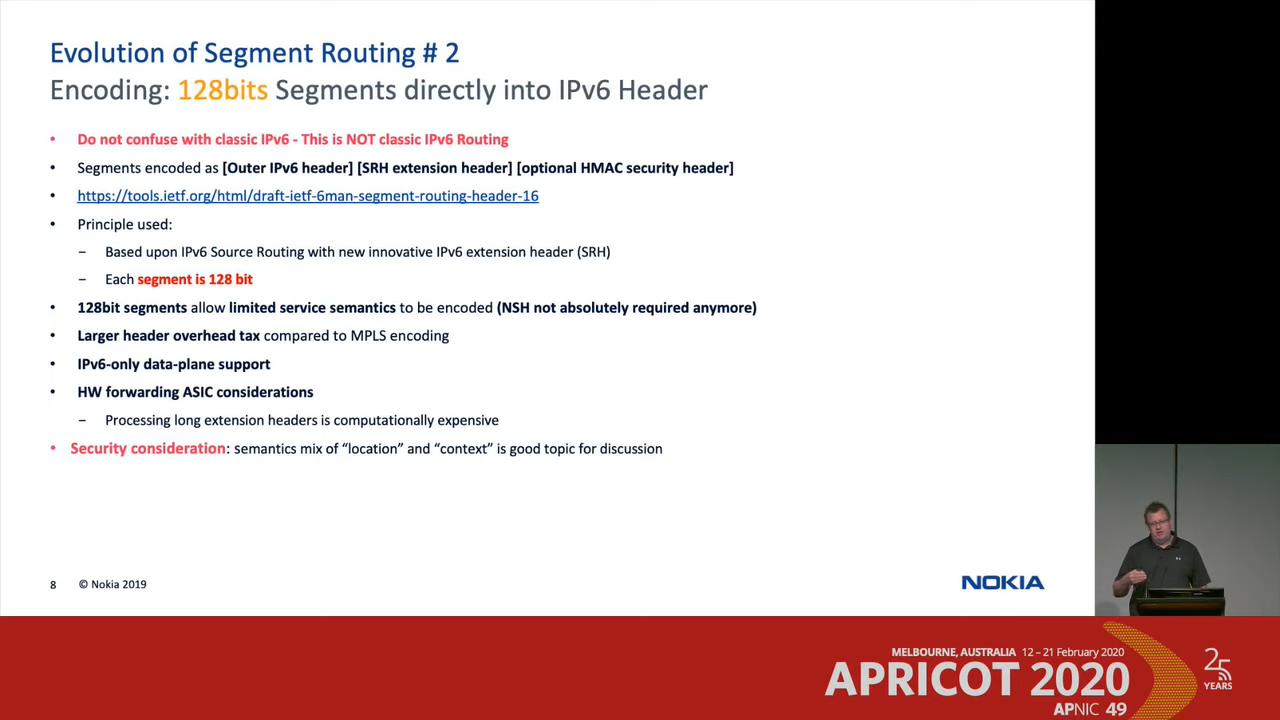 Evolution of Segment Routing # 2
Encoding: 128bits Segments directly into IPv6 Header
• Do not confuse with classic IPv6 - This is NOT classic IPv6 Routing
• Segments encoded as [Outer IPv6 header] [SRH extension header] [optional HMAC security header]
• https://tools.ietf.org/html/draft-ietf-6man-segment-routing-header-16
• Principle used:
− Based upon IPv6 Source Routing with new innovative IPv6 extension header (SRH)
− Each segment is 128 bit
• 128bit segments allow limited service semantics to be encoded (NSH not absolutely required anymore)
• Larger header overhead tax compared to MPLS encoding
• IPv6-only data-plane support
• HW forwarding ASIC considerations
− Processing long extension headers is computationally expensive
• Security consideration: semantics mix of “location” and “context” is good topic for discussion
8 © Nokia 2019
NOKIA
MELBOURNE, AUSTRALIA 12 – 21 February 2020
APRICOT 2020
APNIC 49
25
YEARS